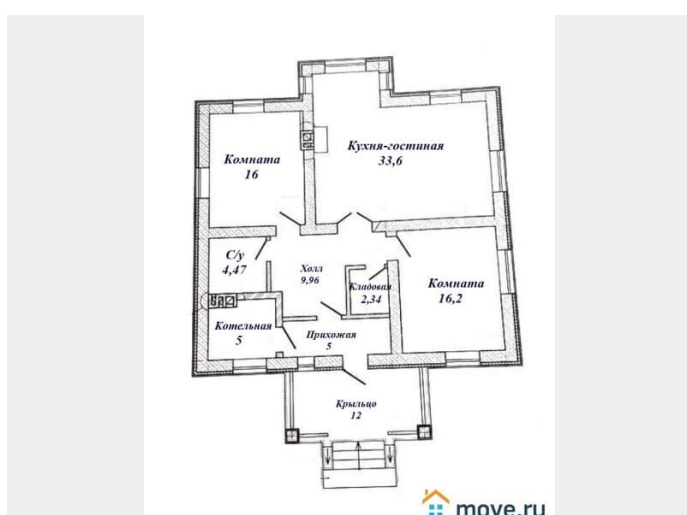 Комната
16
Кухня-гостиная
33,6
С/у
4,47
Холл
9,96
Кладовая
2,34
Комната
16,2
Котельная
5
Прихожая
5
Крыльцо
12
move.ru